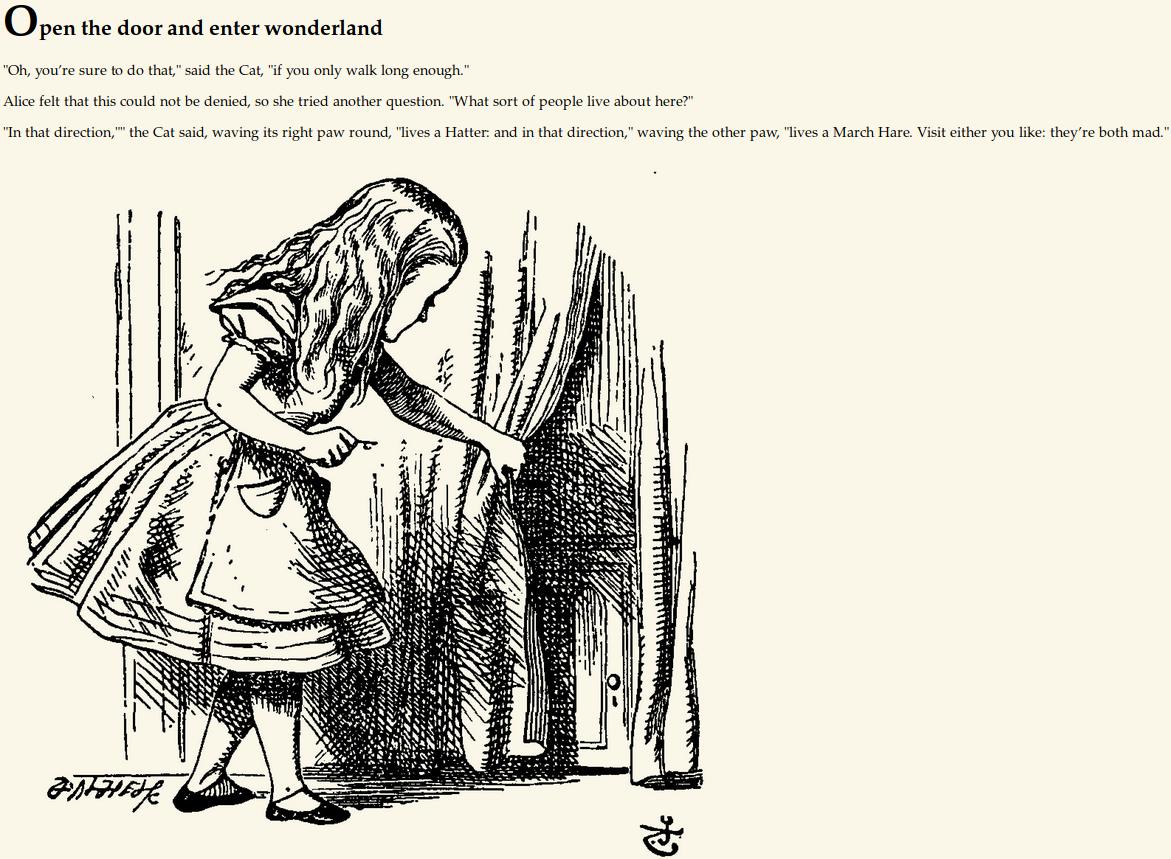 Open the door and enter wonderland
"Oh, you're sure to do that," said the Cat, "if you only walk long enough."
Alice felt that this could not be denied, so she tried another question. "What sort of people live about here?"
"In that direction,"" the Cat said, waving its right paw round, "lives a Hatter: and in that direction," waving the other paw, "lives a March Hare. Visit either you like: they're both mad."